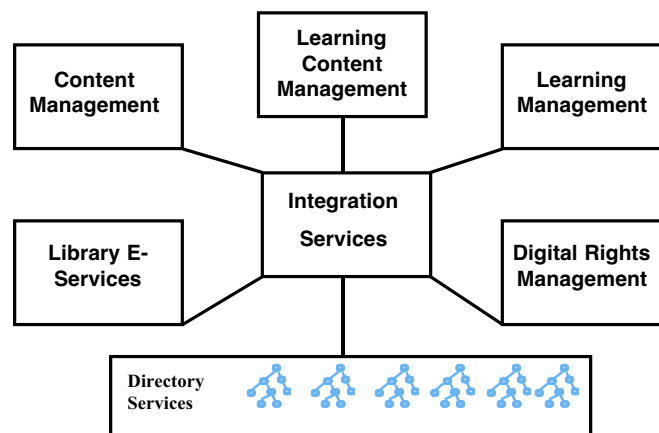 Learning
Content
Management
Content
Management
Learning
Management
Integration
Services
Library E-
Services
Digital Rights
Management
Directory
Services